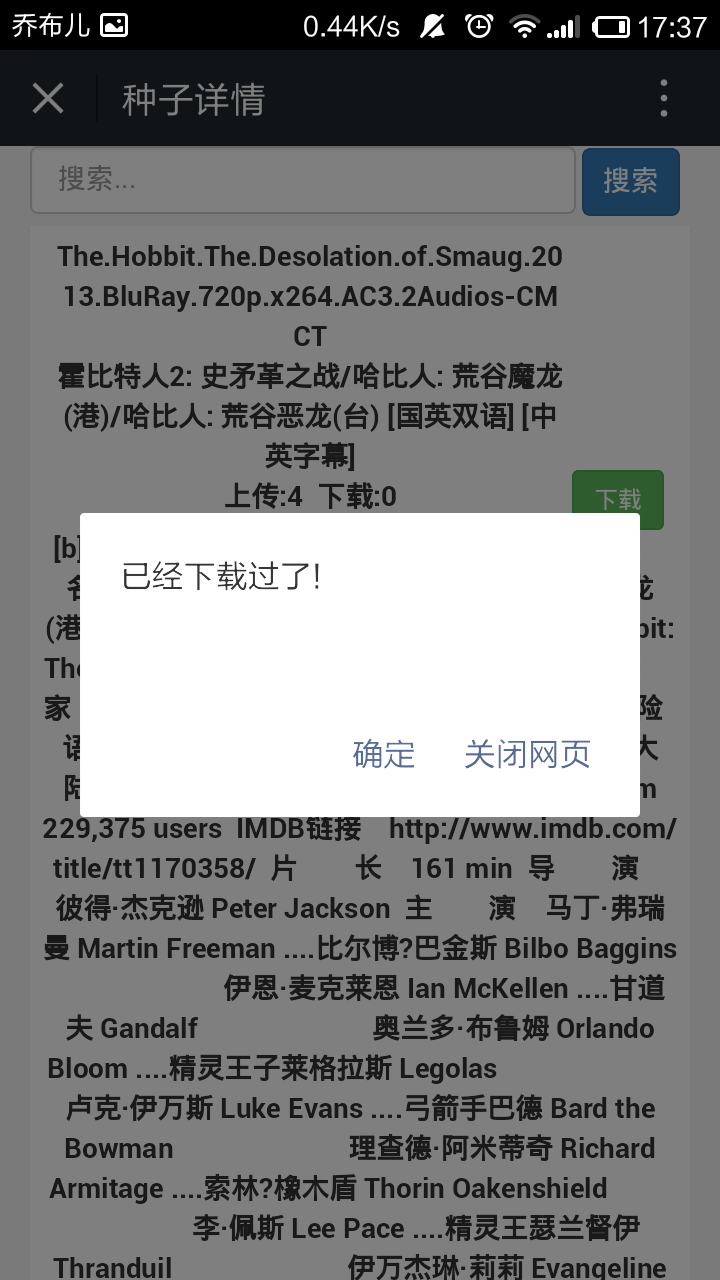 乔布儿 0.44K/s 17:37
种子详情
搜索... 搜索
The.Hobbit.The.Desolation.of.Smaug.20
13.BluRay.720p.x264.AC3.2Audios-CM
CT
霍比特人2: 史矛革之战/哈比人: 荒谷魔龙
(港)/哈比人: 荒谷恶龙(台) [国英双语] [中
英字幕]
上传:4 下载:0
下载
[b]
已经下载过了!
(港 bit:
The
家 险
语 大
陆 m
确定 关闭网页
229,375 users IMDB链接 http://www.imdb.com/
title/tt1170358/ 片 长 161 min 导 演
彼得·杰克逊 Peter Jackson 主 演 马丁·弗瑞
曼 Martin Freeman ....比尔博?巴金斯 Bilbo Baggins
伊恩·麦克莱恩 Ian McKellen ....甘道
夫 Gandalf 奥兰多·布鲁姆 Orlando
Bloom ....精灵王子莱格拉斯 Legolas
卢克·伊万斯 Luke Evans ....弓箭手巴德 Bard the
Bowman 理查德·阿米蒂奇 Richard
Armitage ....索林?橡木盾 Thorin Oakenshield
李·佩斯 Lee Pace ....精灵王瑟兰督伊
Thranduil 伊万杰琳·莉莉 Evangeline